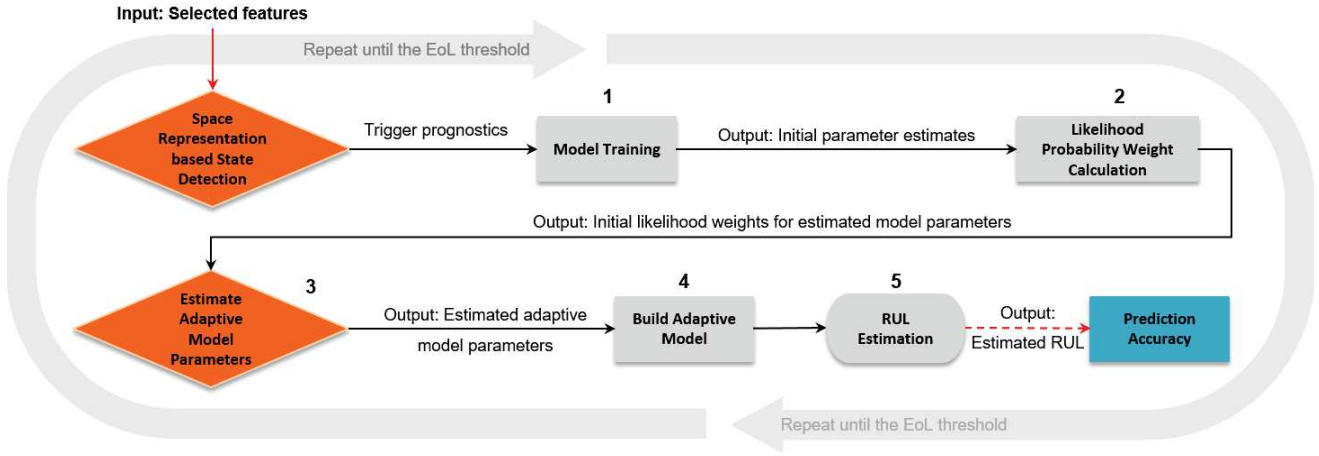 Input: Selected features
Repeat until the EoL threshold
1
2
Space
Representation
based State
Detection
Trigger prognostics
Model Training
Output: Initial parameter estimates
Likelihood
Probability Weight
Calculation
Output: Initial likelihood weights for estimated model parameters
3
4
5
Estimate
Adaptive
Model
Parameters
Output: Estimated adaptive
model parameters
Build Adaptive
Model
RUL
Estimation
Output:
Estimated RUL
Prediction
Accuracy
Repeat until the EoL threshold